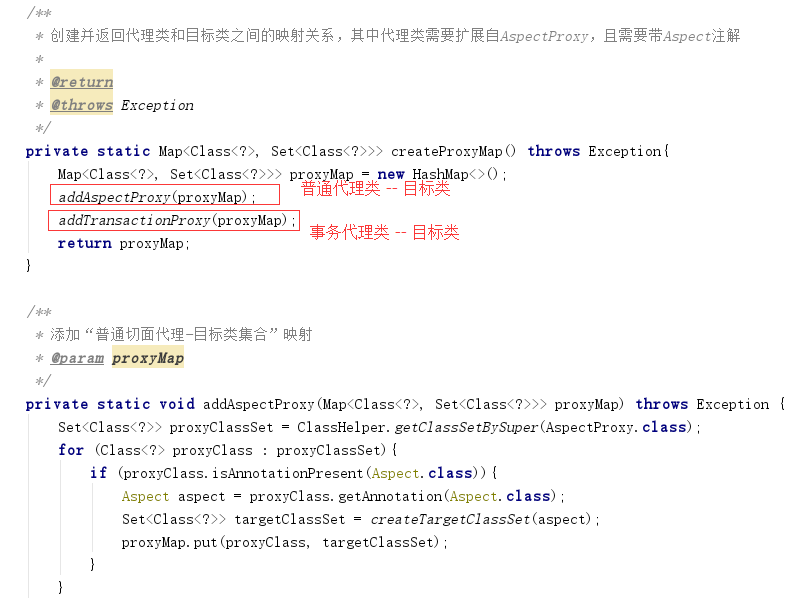 /**
 * 创建并返回代理类和目标类之间的映射关系，其中代理类需要扩展自AspectProxy，且需要带Aspect注解
 *
 * @return
 * @throws Exception
 */
private static Map<Class<?>, Set<Class<?>>> createProxyMap() throws Exception{
    Map<Class<?>, Set<Class<?>>> proxyMap = new HashMap<>();
    addAspectProxy(proxyMap); 普通代理类 -- 目标类
    addTransactionProxy(proxyMap); 事务代理类 -- 目标类
    return proxyMap;
}
/**
 * 添加“普通切面代理-目标类集合”映射
 * @param proxyMap
 */
private static void addAspectProxy(Map<Class<?>, Set<Class<?>>> proxyMap) throws Exception {
    Set<Class<?>> proxyClassSet = ClassHelper.getClassSetBySuper(AspectProxy.class);
    for (Class<?> proxyClass : proxyClassSet){
        if (proxyClass.isAnnotationPresent(Aspect.class)){
            Aspect aspect = proxyClass.getAnnotation(Aspect.class);
            Set<Class<?>> targetClassSet = createTargetClassSet(aspect);
            proxyMap.put(proxyClass, targetClassSet);
        }
    }